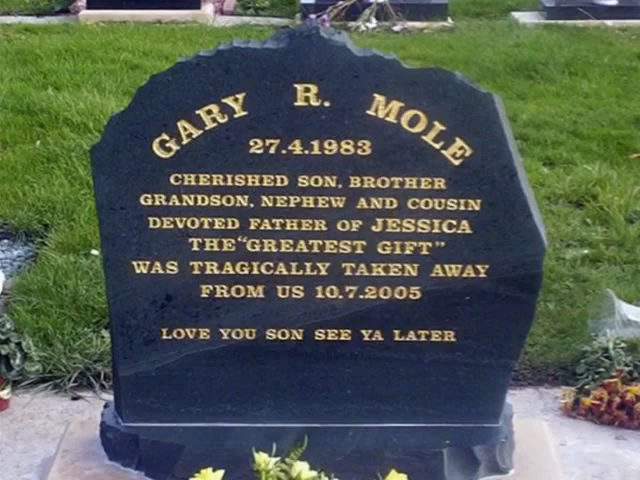 GARY R. MOLE
27.4.1983
CHERISHED SON, BROTHER
GRANDSON, NEPHEW AND COUSIN
DEVOTED FATHER OF JESSICA
THE "GREATEST GIFT"
WAS TRAGICALLY TAKEN AWAY
FROM US 10.7.2005
LOVE YOU SON SEE YA LATER